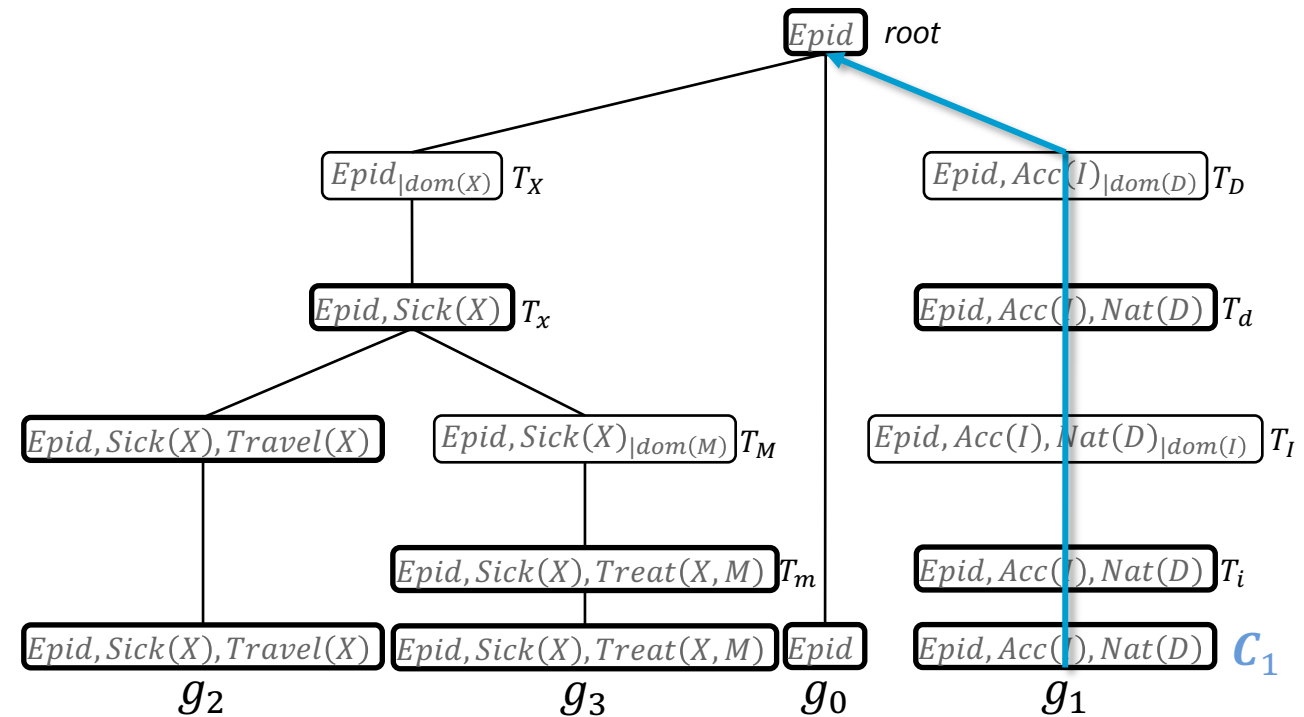 Epid root
Epid_{|dom(X)} T_X Epid, Acc(I)_{|dom(D)} T_D
Epid, Sick(X) T_x Epid, Acc(I), Nat(D) T_d
Epid, Sick(X), Travel(X) Epid, Sick(X)_{|dom(M)} T_M Epid, Acc(I), Nat(D)_{|dom(I)} T_I
Epid, Sick(X), Treat(X, M) T_m Epid, Acc(I), Nat(D) T_i
Epid, Sick(X), Travel(X) Epid, Sick(X), Treat(X, M) Epid Epid, Acc(I), Nat(D) C_1
g_2 g_3 g_0 g_1